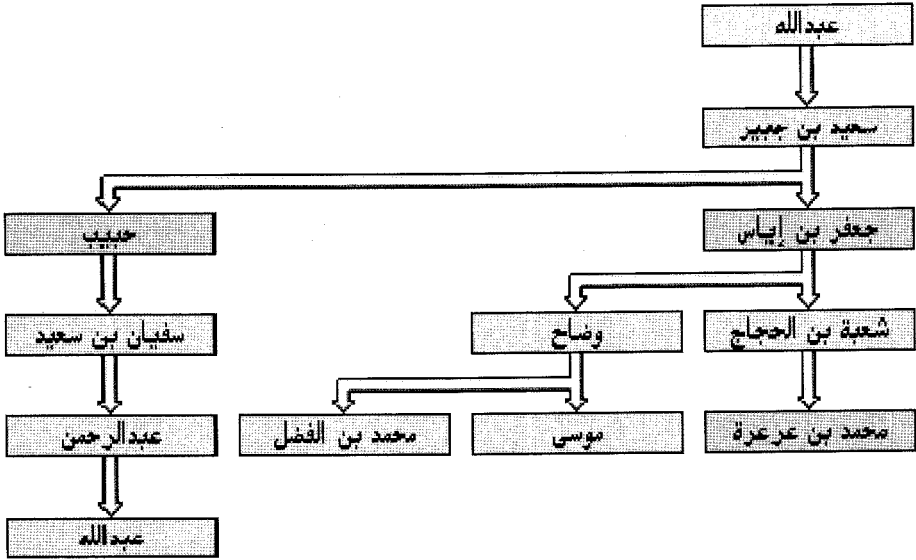 عبدالله
سعيد بن جبير
جعفر بن إياس
حبيب
شعبة بن الحجاج
وضاح
سفيان بن سعيد
محمد بن عرعرة
موسى
محمد بن الفضل
عبدالرحمن
عبدالله